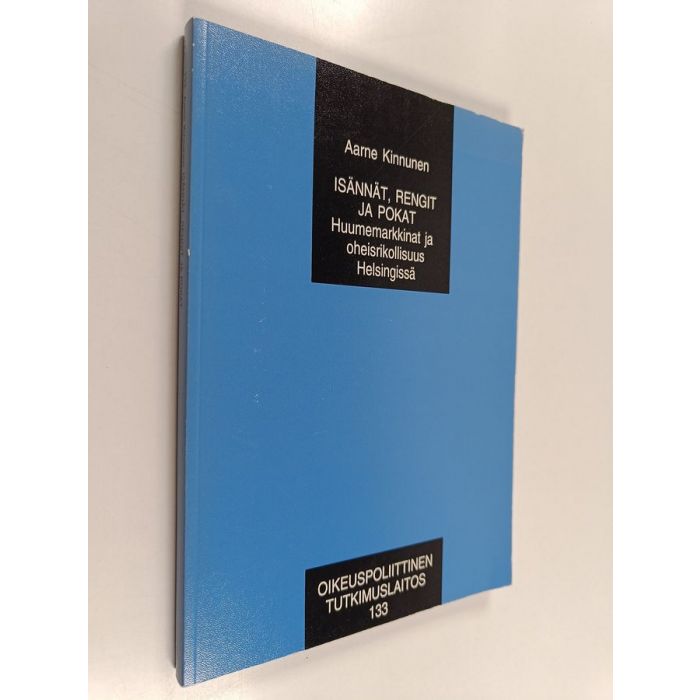 Aarne Kinnunen
ISÄNNÄT, RENGIT
JA POKAT
Huumemarkkinat ja
oheisrikollisuus
Helsingissä
OIKEUSPOLIITTINEN
TUTKIMUSLAITOS
133